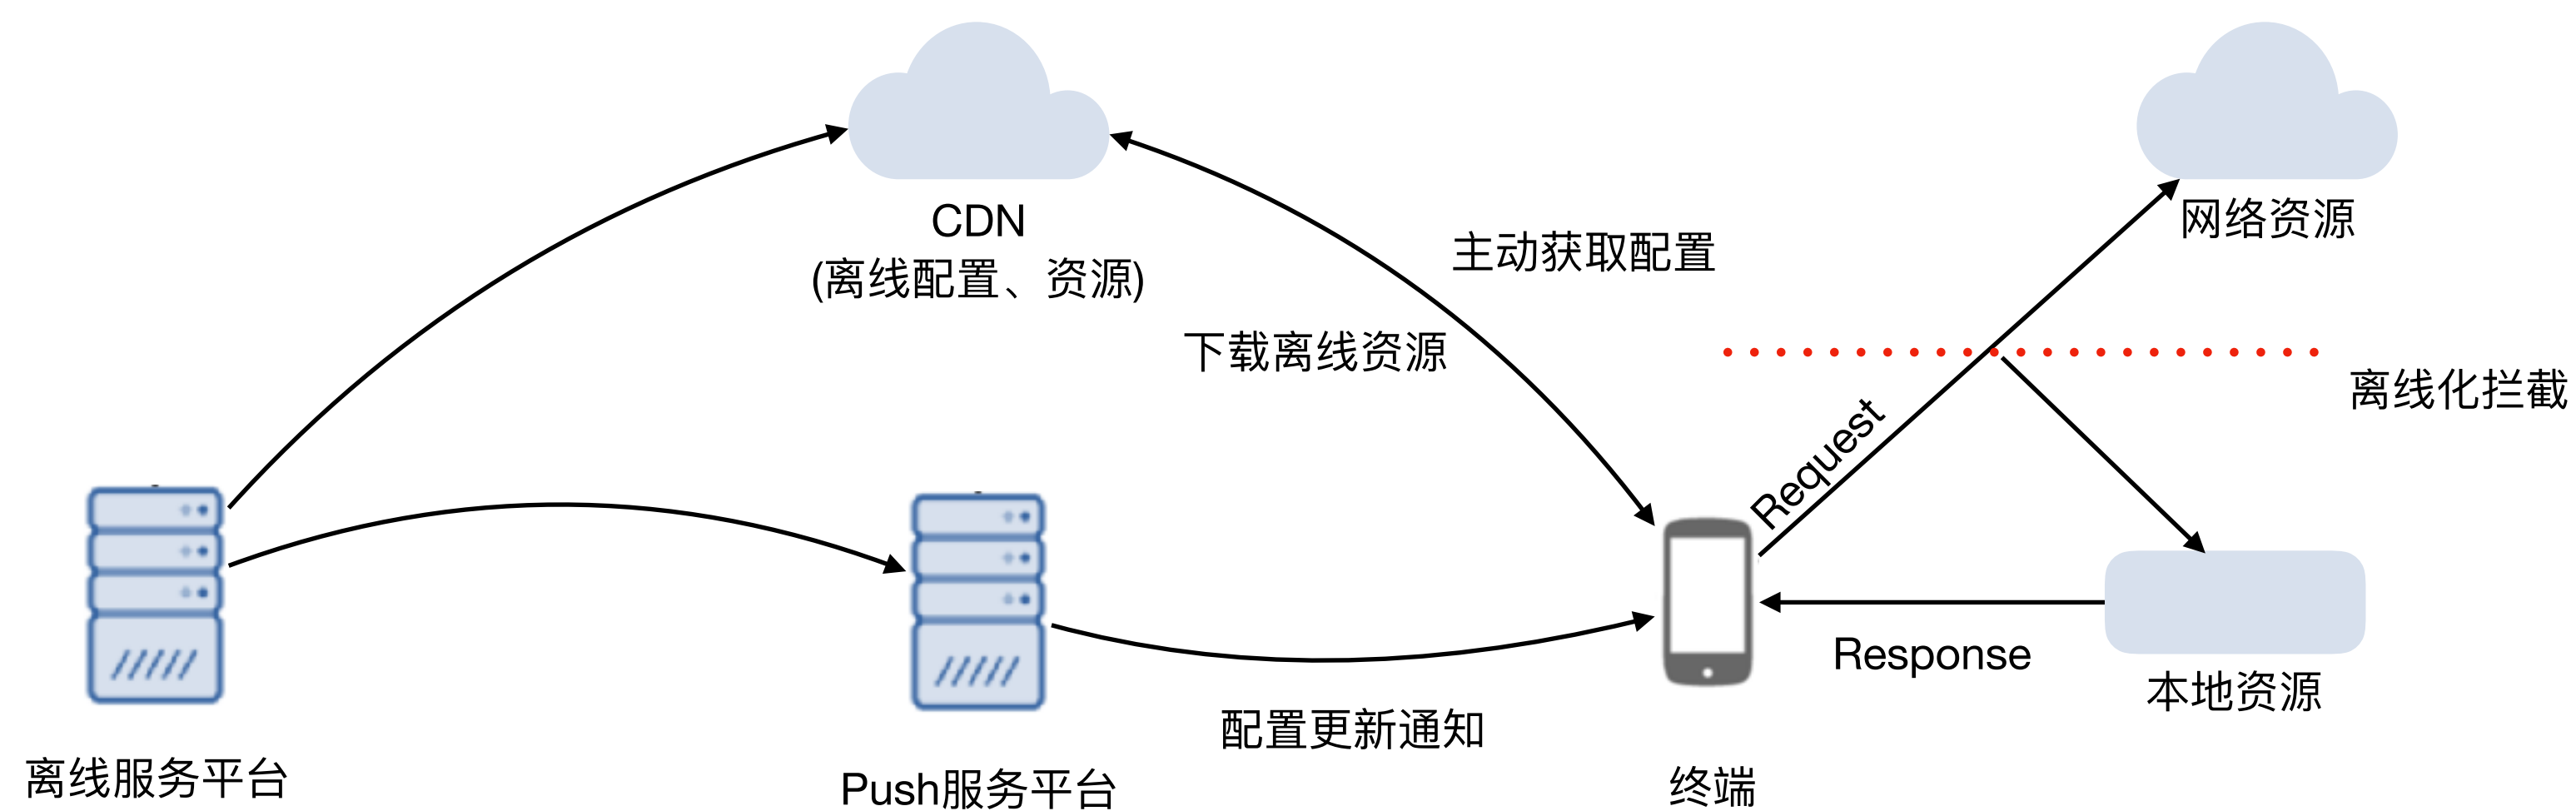 CDN
(离线配置、资源)
网络资源
主动获取配置
下载离线资源
离线化拦截
Request
Response
本地资源
配置更新通知
离线服务平台
Push服务平台
终端